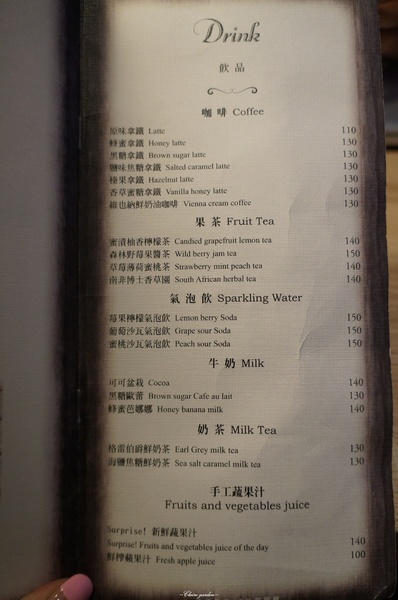 Drink
飲品
咖啡 Coffee
原味拿鐵 Latte 110
蜂蜜拿鐵 Honey latte 130
黑糖拿鐵 Brown sugar latte 130
鹽味焦糖拿鐵 Salted caramel latte 130
榛果拿鐵 Hazelnut latte 130
香草蜜糖拿鐵 Vanilla honey latte 130
維也納鮮奶油咖啡 Vienna cream coffee 130
果茶 Fruit Tea
蜜漬柚香檸檬茶 Candied grapefruit lemon tea 140
森林野莓果醬茶 Wild berry jam tea 150
草莓薄荷蜜桃茶 Strawberry mint peach tea 140
南非博士香草園 South African herbal tea 140
氣泡飲 Sparkling Water
莓果檸檬氣泡飲 Lemon berry Soda 150
葡萄沙瓦氣泡飲 Grape sour Soda 150
蜜桃沙瓦氣泡飲 Peach sour Soda 150
牛奶 Milk
可可盆栽 Cocoa 140
黑糖歐蕾 Brown sugar Cafe au lait 130
蜂蜜芭娜娜 Honey banana milk 140
奶茶 Milk Tea
格雷伯爵鮮奶茶 Earl Grey milk tea 130
海鹽焦糖鮮奶茶 Sea salt caramel milk tea 130
手工蔬果汁
Fruits and vegetables juice
Surprise! 新鮮蔬果汁
Surprise! Fruits and vegetables juice of the day 140
鮮榨蘋果汁 Fresh apple juice 100
~Claire garden~